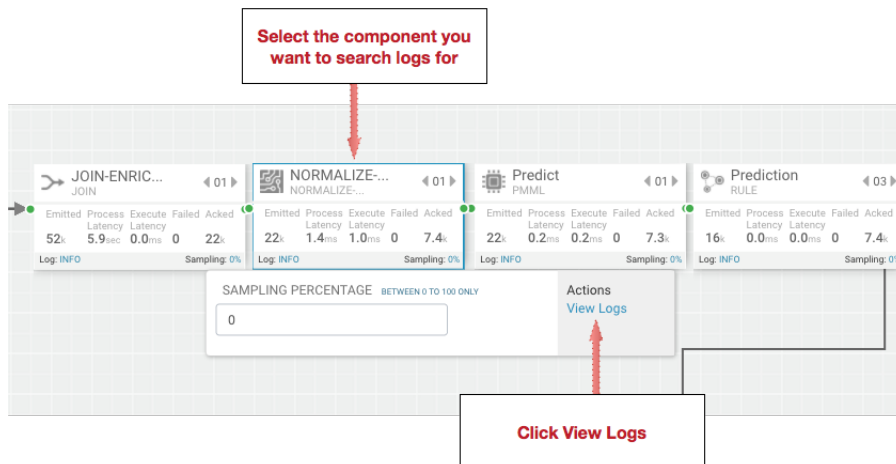 Select the component you
want to search logs for
JOIN-ENRIC...
JOIN
01
Emitted Process Latency Execute Latency Failed Acked
52k 5.9sec 0.0ms 0 22k
Log: INFO Sampling: 0%
NORMALIZE-...
NORMALIZE-...
01
Emitted Process Latency Execute Latency Failed Acked
22k 1.4ms 1.0ms 0 7.4k
Log: INFO Sampling: 0%
Predict
PMML
01
Emitted Process Latency Execute Latency Failed Acked
22k 0.2ms 0.2ms 0 7.3k
Log: INFO Sampling: 0%
Prediction
RULE
03
Emitted Process Latency Execute Latency Failed Acked
16k 0.0ms 0.0ms 0 7.4k
Log: INFO Sampling: 0%
SAMPLING PERCENTAGE BETWEEN 0 TO 100 ONLY
0
Actions
View Logs
Click View Logs